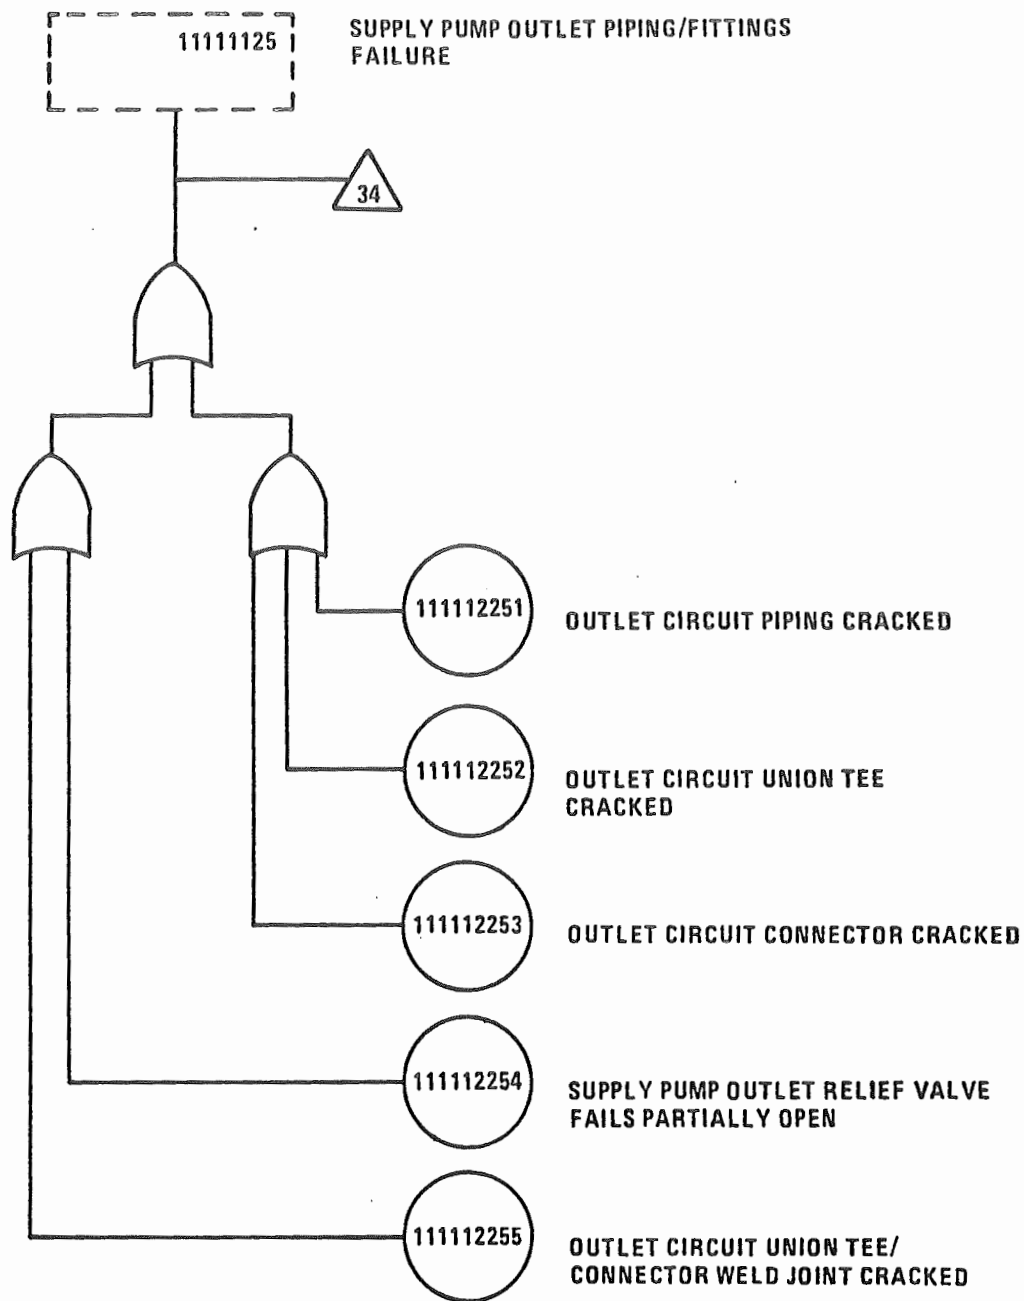 11111125
SUPPLY PUMP OUTLET PIPING/FITTINGS
FAILURE
34
111112251
OUTLET CIRCUIT PIPING CRACKED
111112252
OUTLET CIRCUIT UNION TEE
CRACKED
111112253
OUTLET CIRCUIT CONNECTOR CRACKED
111112254
SUPPLY PUMP OUTLET RELIEF VALVE
FAILS PARTIALLY OPEN
111112255
OUTLET CIRCUIT UNION TEE/
CONNECTOR WELD JOINT CRACKED